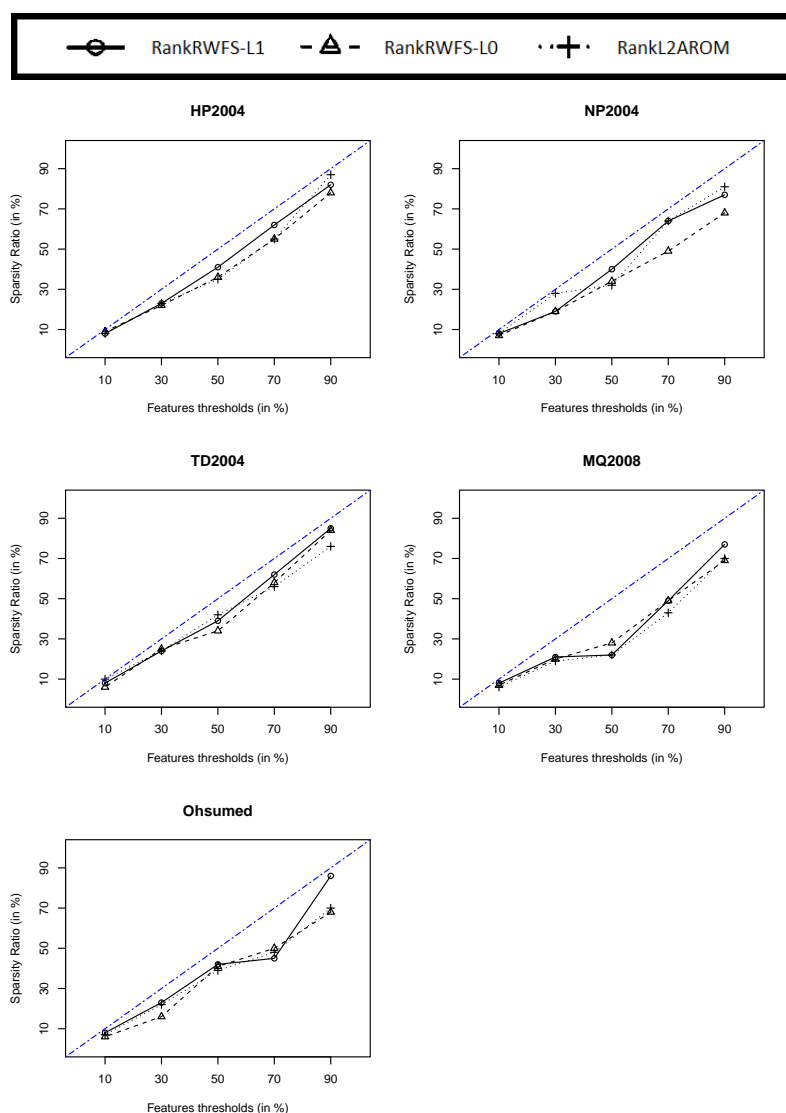 RankRWFS-L1 RankRWFS-L0 RankL2AROM
HP2004
Sparsity Ratio (in %)
90
70
50
30
10
10 30 50 70 90
Features thresholds (in %)
NP2004
Sparsity Ratio (in %)
90
70
50
30
10
10 30 50 70 90
Features thresholds (in %)
TD2004
Sparsity Ratio (in %)
90
70
50
30
10
10 30 50 70 90
Features thresholds (in %)
MQ2008
Sparsity Ratio (in %)
90
70
50
30
10
10 30 50 70 90
Features thresholds (in %)
Ohsumed
Sparsity Ratio (in %)
90
70
50
30
10
10 30 50 70 90
Features thresholds (in %)